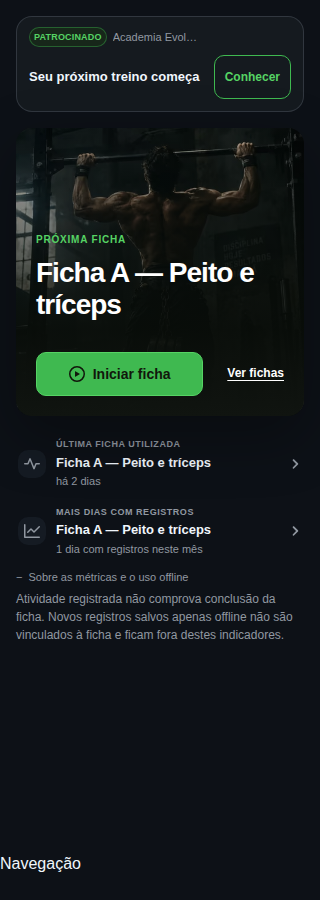 PATROCINADO Academia Evol…
Seu próximo treino começa
Conhecer
PRÓXIMA FICHA
Ficha A — Peito e
tríceps
Iniciar ficha
Ver fichas
ÚLTIMA FICHA UTILIZADA
Ficha A — Peito e tríceps
há 2 dias
MAIS DIAS COM REGISTROS
Ficha A — Peito e tríceps
1 dia com registros neste mês
− Sobre as métricas e o uso offline
Atividade registrada não comprova conclusão da
ficha. Novos registros salvos apenas offline não são
vinculados à ficha e ficam fora destes indicadores.
Navegação